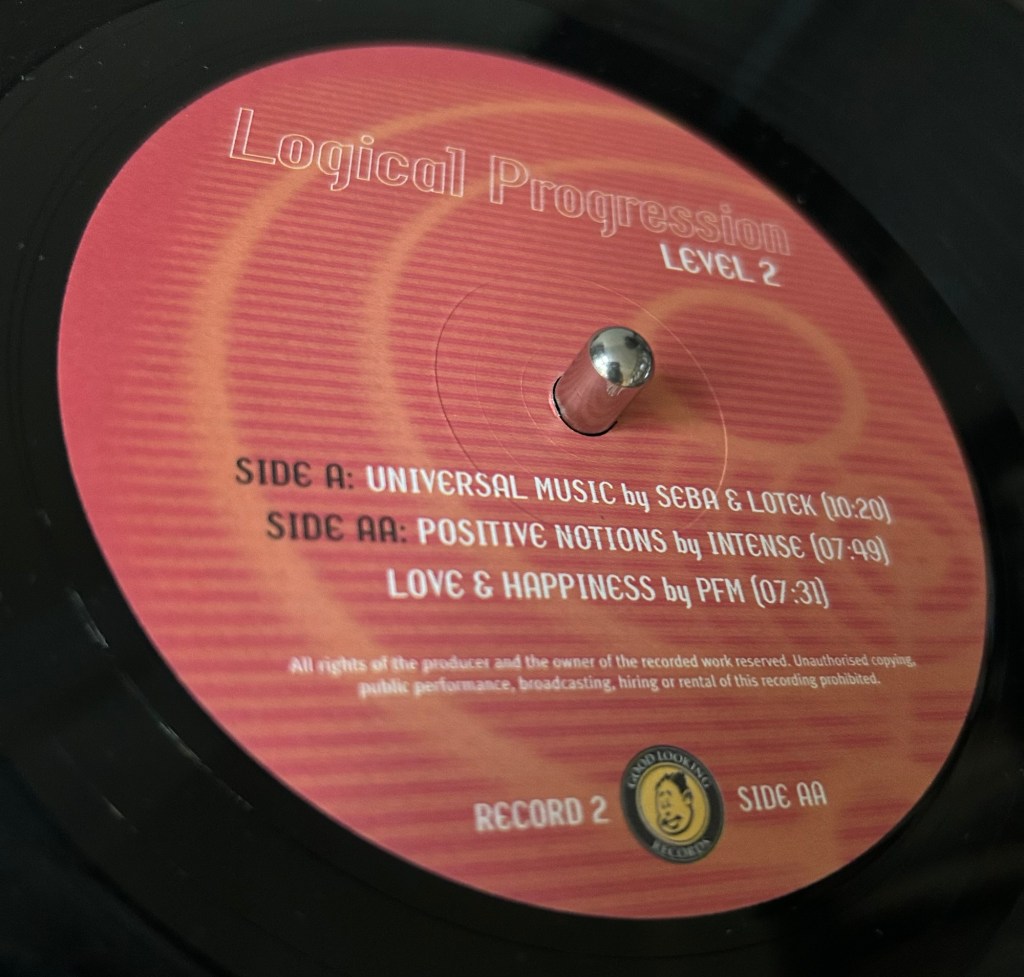 Logical Progression
LEVEL 2
SIDE A: UNIVERSAL MUSIC by SEBA & LOTEK (10:20)
SIDE AA: POSITIVE NOTIONS by INTENSE (07:49)
LOVE & HAPPINESS by PFM (07:31)
All rights of the producer and the owner of the recorded work reserved. Unauthorised copying,
public performance, broadcasting, hiring or rental of this recording prohibited.
RECORD 2
GOOD LOOKING
RECORDS
SIDE AA